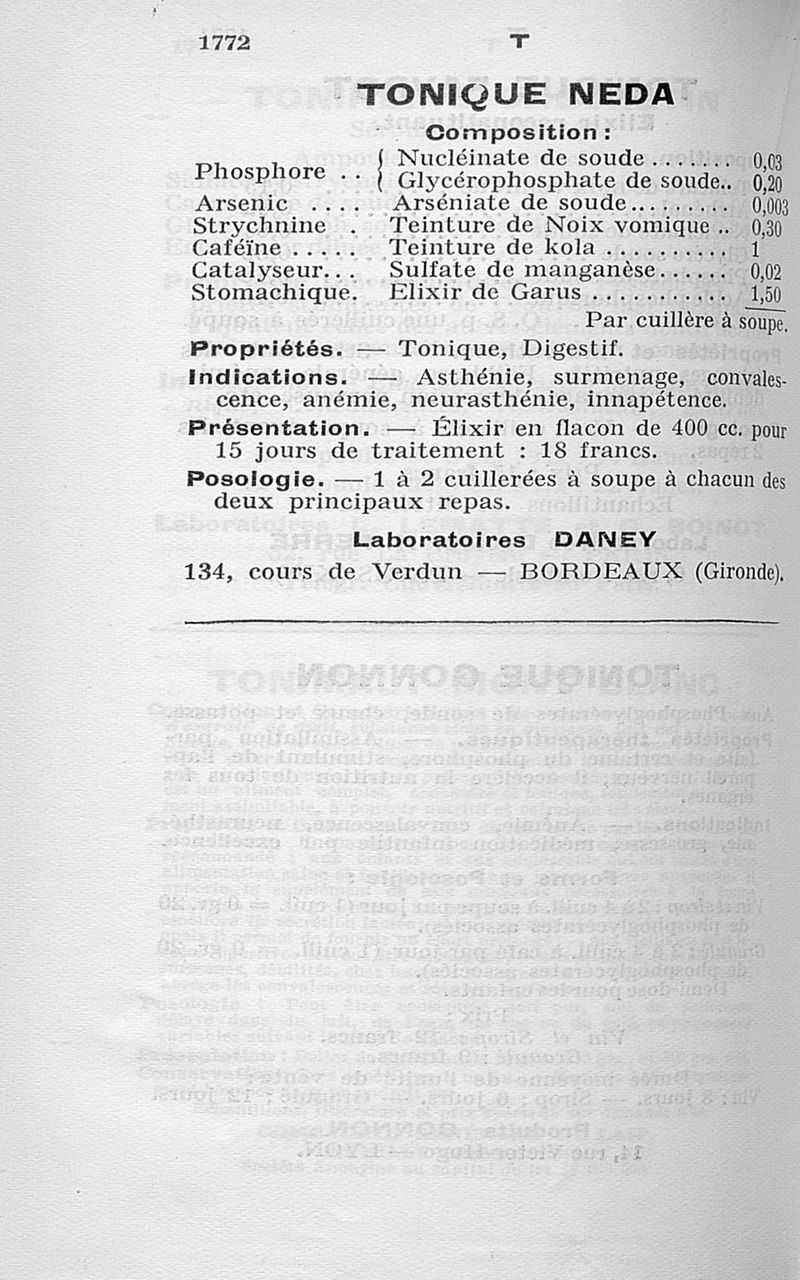 1772 T
TONIQUE NEDA
Composition :
Phosphore . . { Nucléinate de soude ....... 0,03
Glycérophosphate de soude.. 0,20
Arsenic .... Arséniate de soude......... 0,003
Strychnine . Teinture de Noix vomique .. 0,30
Caféïne ..... Teinture de kola ........... 1
Catalyseur... Sulfate de manganèse...... 0,02
Stomachique. Elixir de Garus ............ 1,50
Par cuillère à soupe.
Propriétés. — Tonique, Digestif.
Indications. — Asthénie, surmenage, convales-
cence, anémie, neurasthénie, innapétence.
Présentation. — Élixir en flacon de 400 cc. pour
15 jours de traitement : 18 francs.
Posologie. — 1 à 2 cuillerées à soupe à chacun des
deux principaux repas.
Laboratoires DANEY
134, cours de Verdun — BORDEAUX (Gironde).